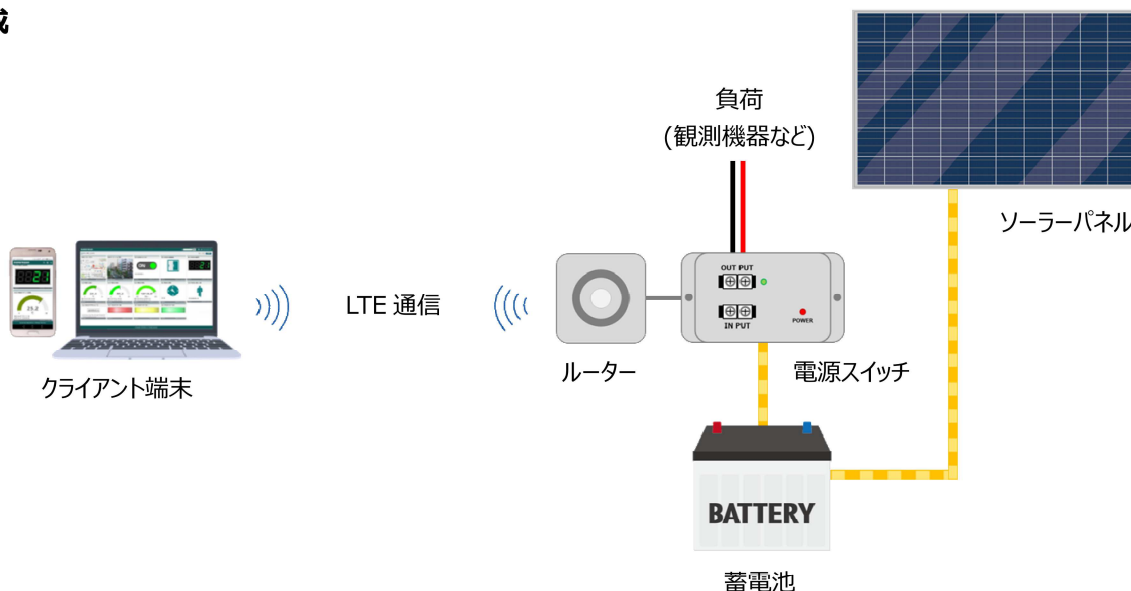 成
負荷
(観測機器など)
ソーラーパネル
OUT PUT
IN PUT
POWER
LTE 通信
ルーター
電源スイッチ
クライアント端末
BATTERY
蓄電池